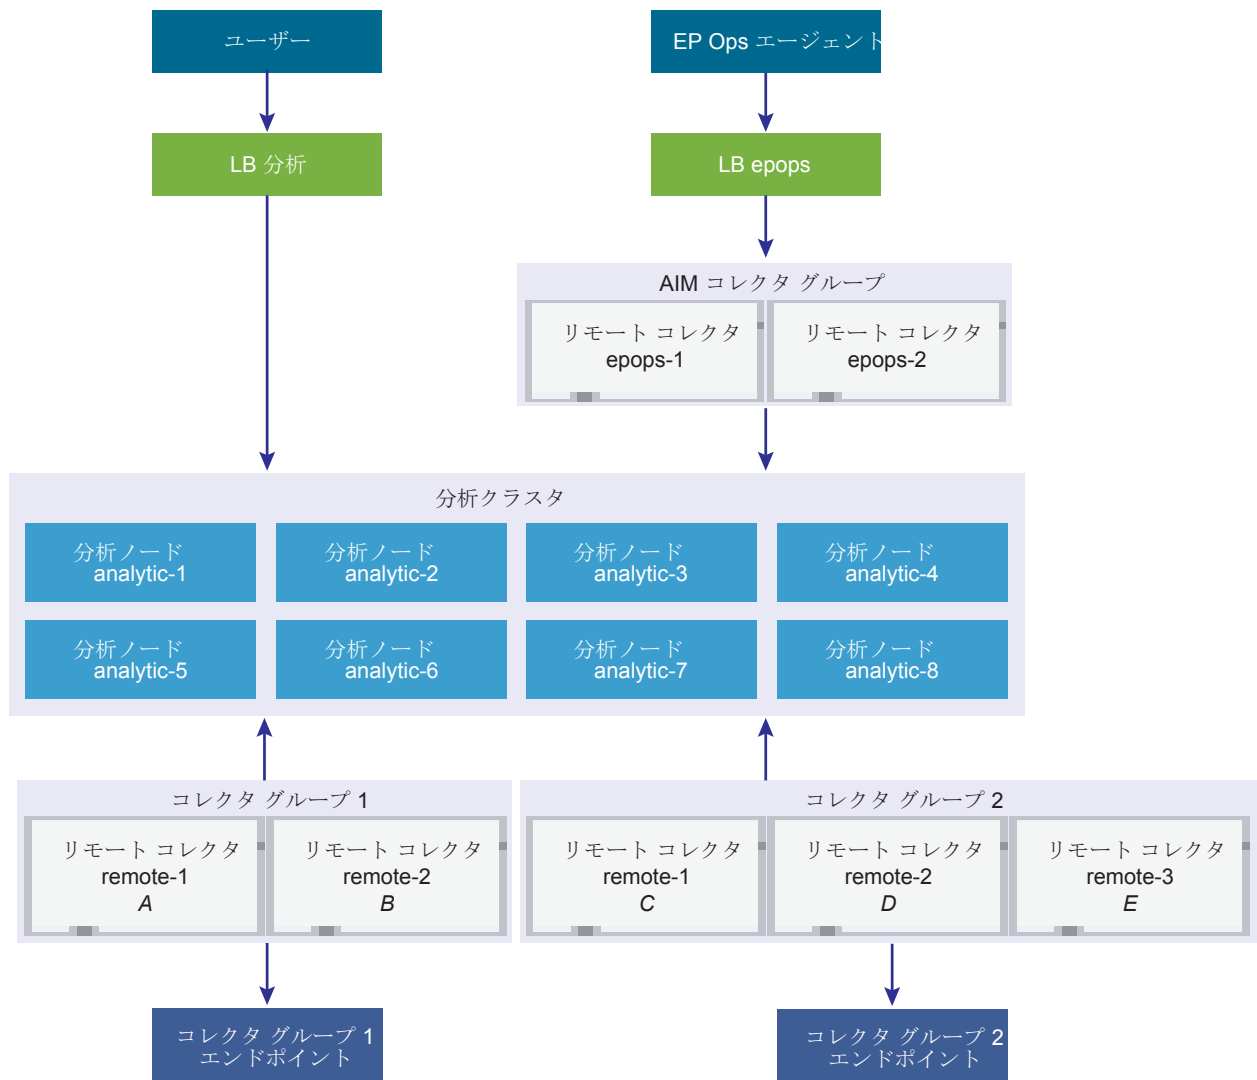 ユーザー
EP Ops エージェント
LB 分析
LB epops
AIM コレクタ グループ
リモート コレクタ
epops-1
リモート コレクタ
epops-2
分析クラスタ
分析ノード
analytic-1
分析ノード
analytic-2
分析ノード
analytic-3
分析ノード
analytic-4
分析ノード
analytic-5
分析ノード
analytic-6
分析ノード
analytic-7
分析ノード
analytic-8
コレクタ グループ 1
リモート コレクタ
remote-1
A
リモート コレクタ
remote-2
B
コレクタ グループ 2
リモート コレクタ
remote-1
C
リモート コレクタ
remote-2
D
リモート コレクタ
remote-3
E
コレクタ グループ 1
エンドポイント
コレクタ グループ 2
エンドポイント